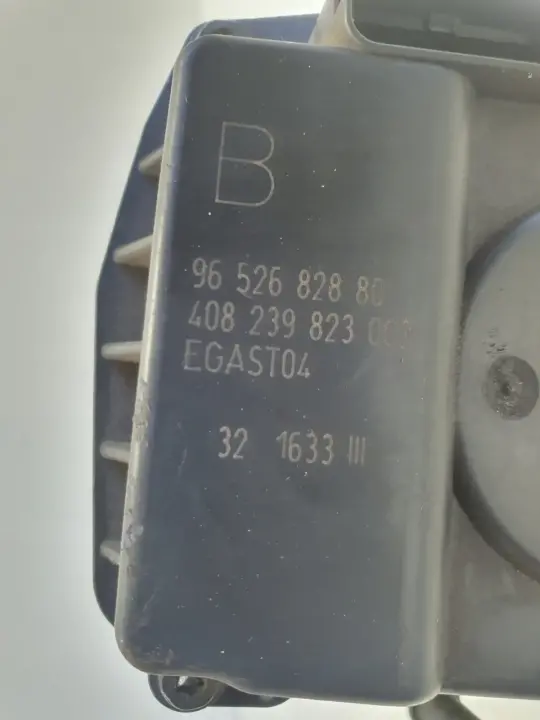 B
96 526 828 80
408 239 823
EGAST04
32 1633 III